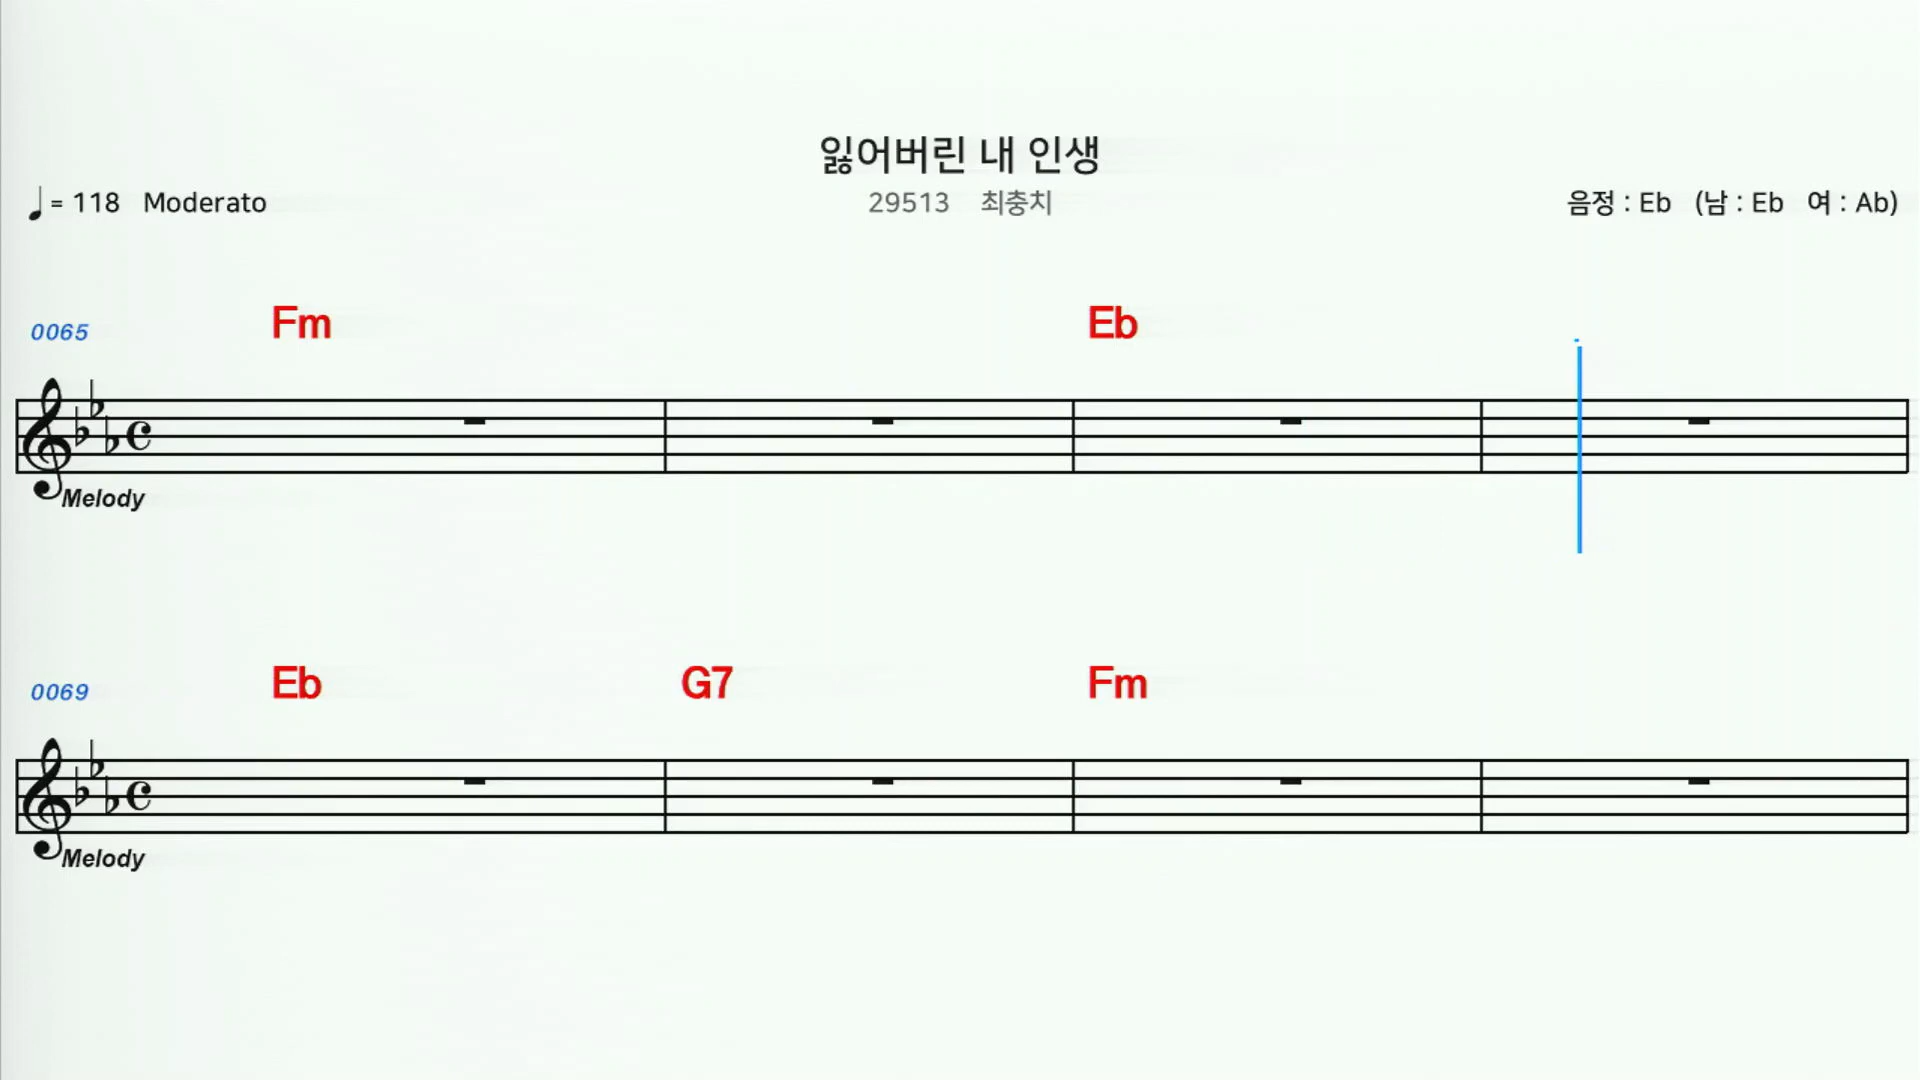 잃어버린 내 인생
♩= 118 Moderato
29513 최충치
음정 : Eb (남 : Eb 여 : Ab)
0065 Fm Eb
Melody
0069 Eb G7 Fm
Melody